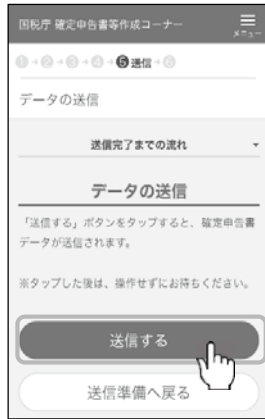 国税庁 確定申告書等作成コーナー
メニュー
1→2→3→4→5 送信→6
データの送信
送信完了までの流れ
データの送信
「送信する」ボタンをタップすると、確定申告書
データが送信されます。
※タップした後は、操作せずにお待ちください。
送信する
送信準備へ戻る